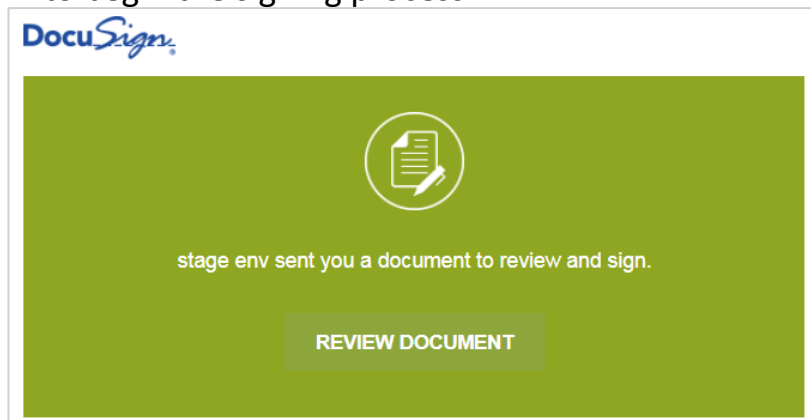 DocuSign
stage env sent you a document to review and sign.
REVIEW DOCUMENT